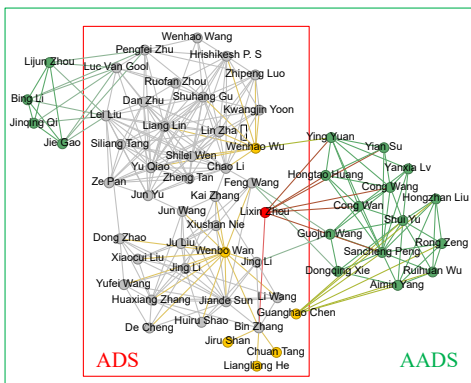 Wenhao Wang
Pengfei Zhu
Hrishikesh P. S
Lijun Zhou
Luc Van Gool
Zhipeng Luo
Ruofan Zhou
Bing Li
Dan Zhu
Shuhang Gu
Lei Liu
Kwangjin Yoon
Jinqing Qi
Liang Lin
Lin Zha
Ying Yuan
Siliang Tang
Wenhao Wu
Yian Su
Jie Gao
Shilei Wen
Yu Qiao
Chao Li
Hongtao Huang
Yanxia Lv
Ze Pan
Zheng Tan
Feng Wang
Cong Wang
Jun Yu
Kai Zhang
Hongzhan Liu
Jun Wang
Lixin Zhou
Cong Wan
Xiushan Nie
Shui Yu
Dong Zhao
Ju Liu
Guojun Wang
Rong Zeng
Xiaocui Liu
Wenbo Wan
Sancheng Peng
Jing Li
Jing Li
Dongqing Xie
Ruihuan Wu
Yufei Wang
Aimin Yang
Huaxiang Zhang
Jiande Sun
Li Wang
Guanghao Chen
De Cheng
Huiru Shao
Bin Zhang
Jiru Shan
Chuan Tang
Liangliang He
ADS
AADS